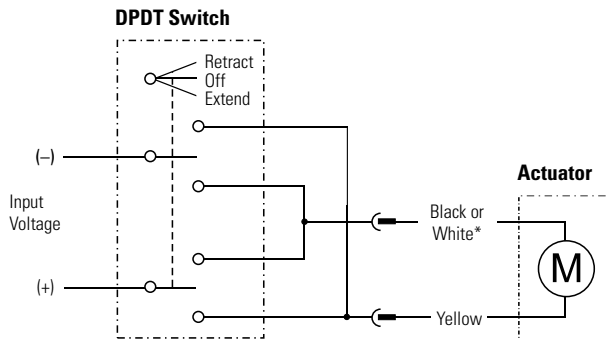 DPDT Switch
Retract
Off
Extend
(–)
Input
Voltage
(+)
Actuator
Black or
White*
M
Yellow